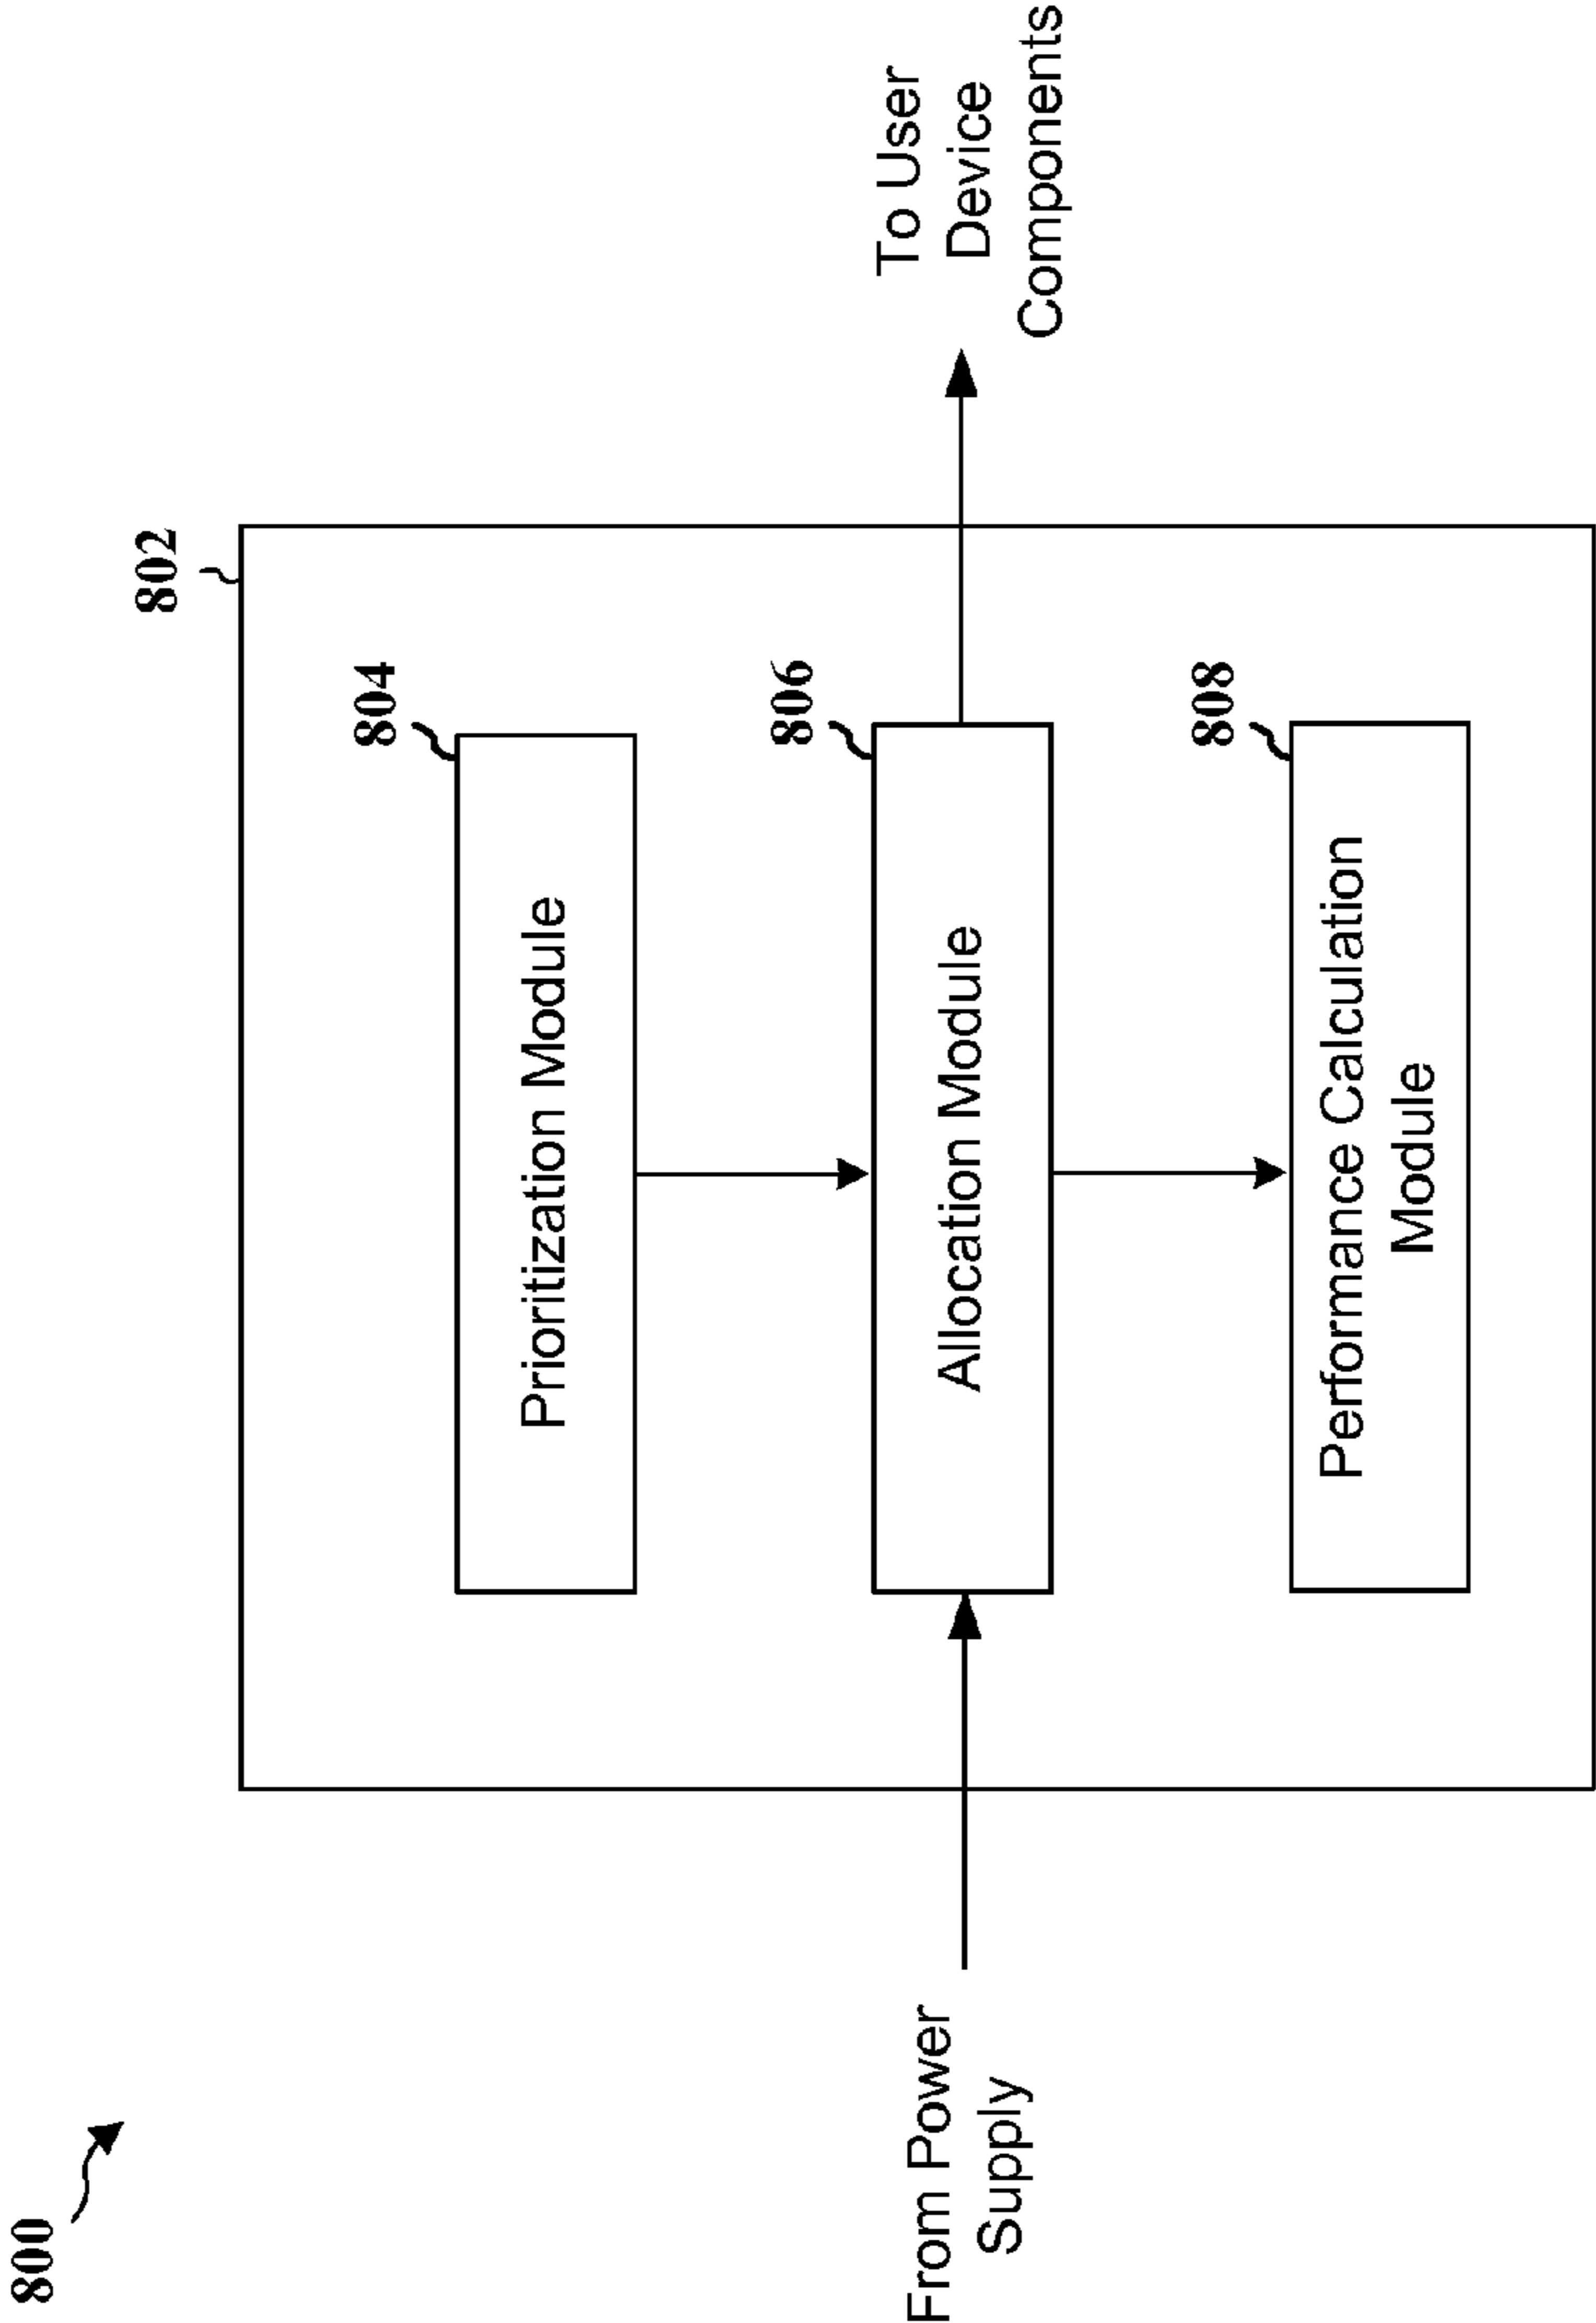 800
802
804
Prioritization Module
806
From Power
Supply
Allocation Module
To User
Device
Components
808
Performance Calculation
Module